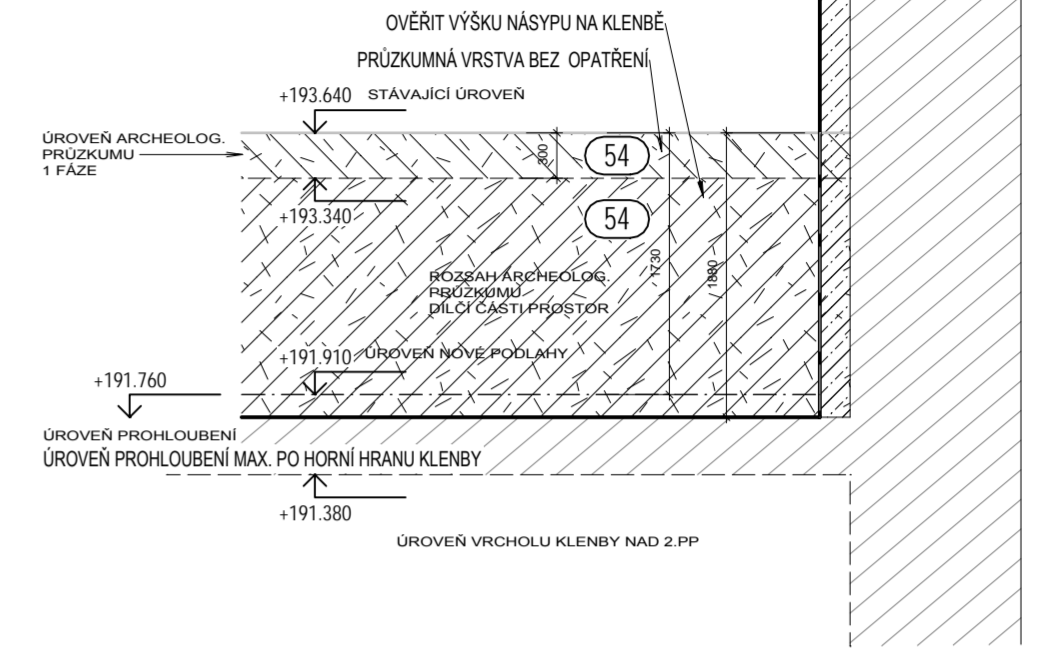 OVĚŘIT VÝŠKU NÁSYPU NA KLENBĚ
PRŮZKUMNÁ VRSTVA BEZ OPATŘENÍ
+193.640 STÁVAJÍCÍ ÚROVEŇ
ÚROVEŇ ARCHEOLOG.
PRŮZKUMU
1 FÁZE
300
54
+193.340
54
1730
1880
ROZSAH ARCHEOLOG.
PRŮZKUMU
DÍLČÍ ČÁSTI PROSTOR
+191.910 ÚROVEŇ NOVÉ PODLAHY
+191.760
ÚROVEŇ PROHLOUBENÍ
ÚROVEŇ PROHLOUBENÍ MAX. PO HORNÍ HRANU KLENBY
+191.380
ÚROVEŇ VRCHOLU KLENBY NAD 2.PP